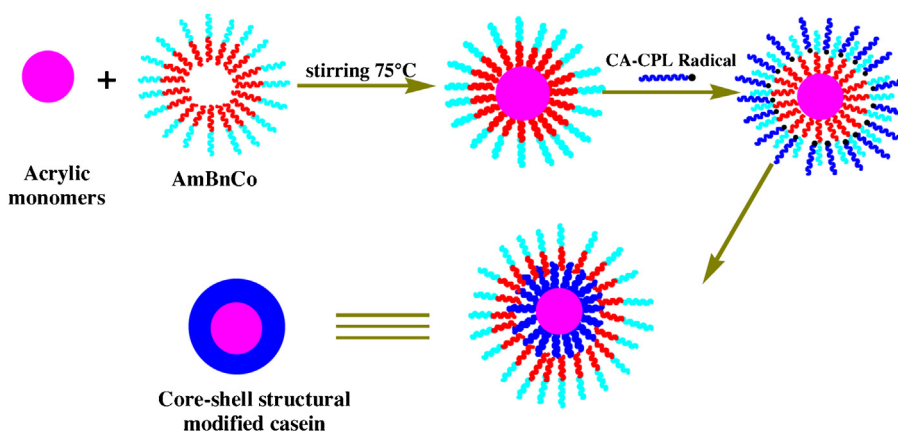 +
stirring 75°C
CA-CPL Radical
Acrylic
monomers
AmBnCo
Core-shell structural
modified casein